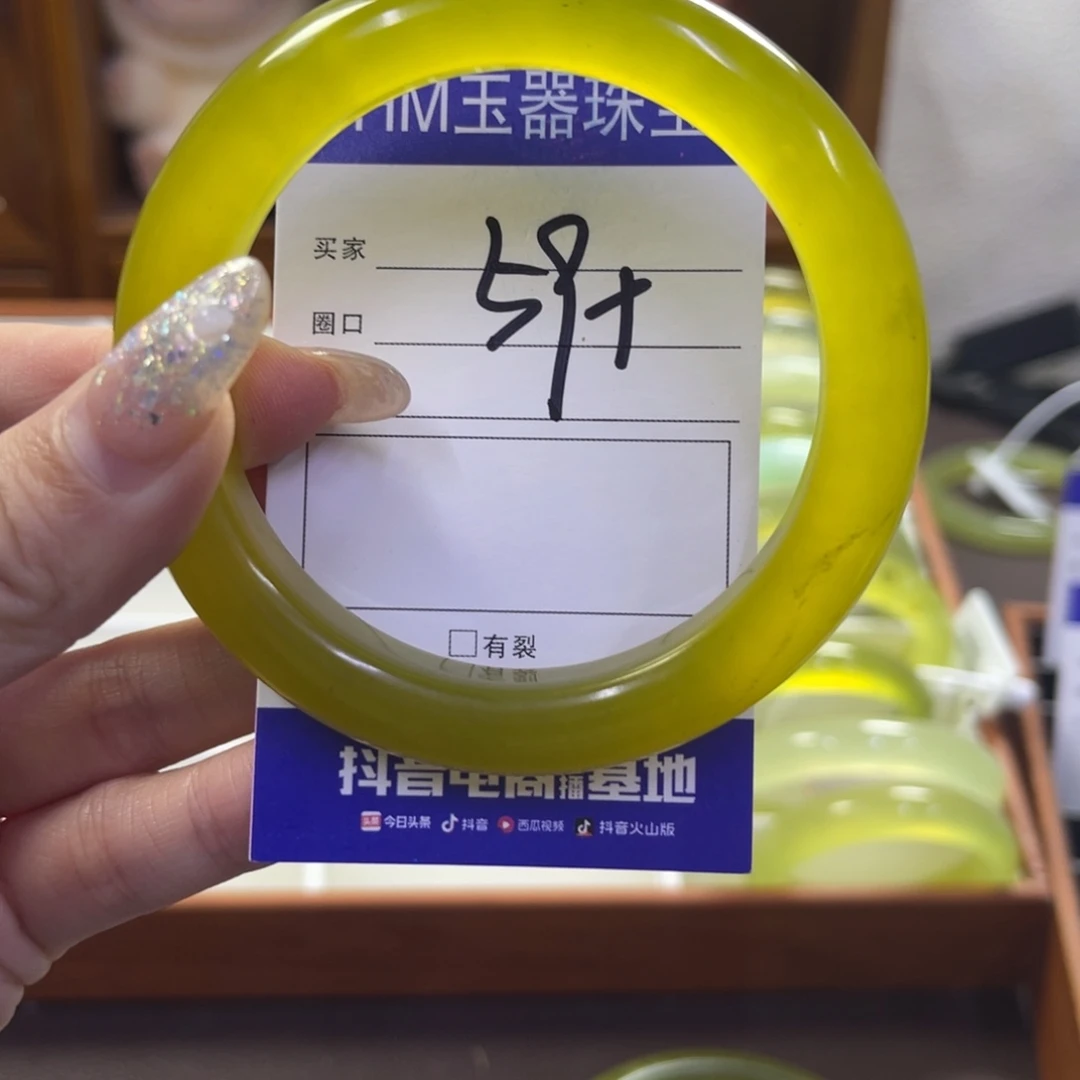 HM玉器珠宝
买家
圈口
59+
□有裂
抖音电商直播基地
今日头条 抖音 西瓜视频 抖音火山版